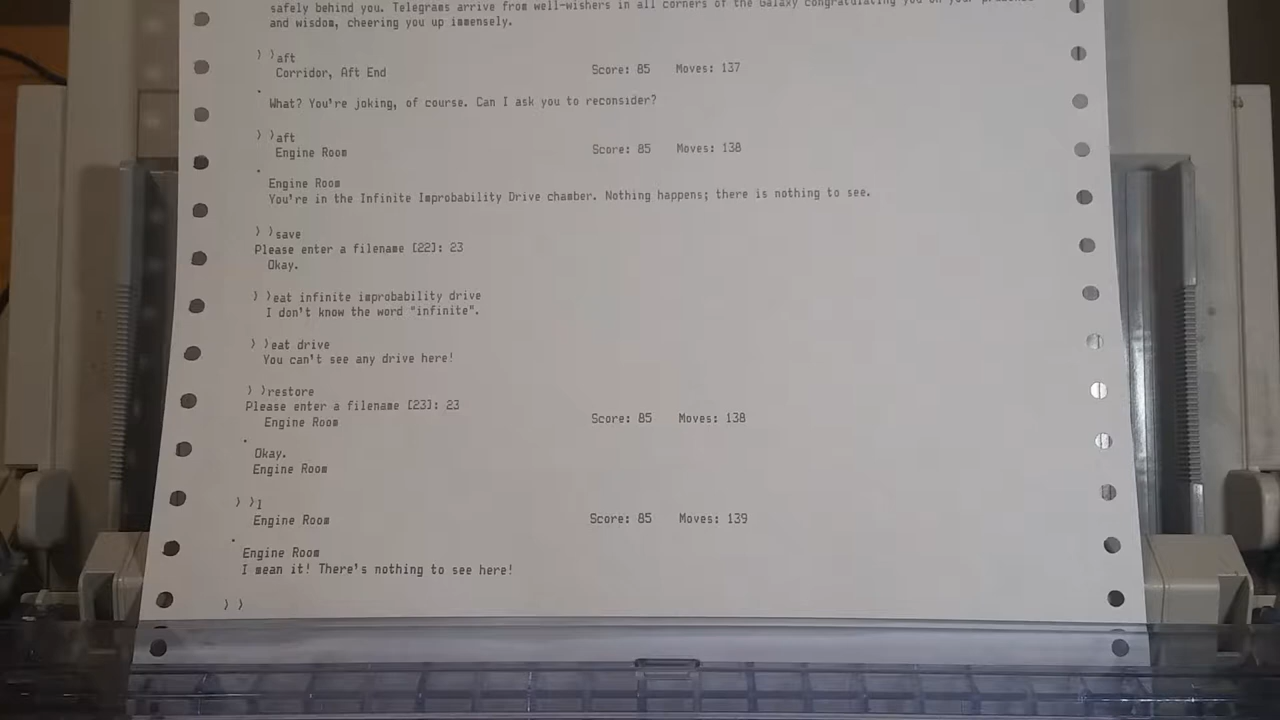 safely behind you. Telegrams arrive from well-wishers in all corners of the Galaxy congratulating you on your prudence
and wisdom, cheering you up immensely.
) )aft
Corridor, Aft End Score: 85 Moves: 137
.
What? You're joking, of course. Can I ask you to reconsider?
) )aft
Engine Room Score: 85 Moves: 138
.
Engine Room
You're in the Infinite Improbability Drive chamber. Nothing happens; there is nothing to see.
) )save
Please enter a filename [22]: 23
Okay.
) )eat infinite improbability drive
I don't know the word "infinite".
) )eat drive
You can't see any drive here!
) )restore
Please enter a filename [23]: 23
Engine Room Score: 85 Moves: 138
.
Okay.
Engine Room
) )l
Engine Room Score: 85 Moves: 139
.
Engine Room
I mean it! There's nothing to see here!
) )